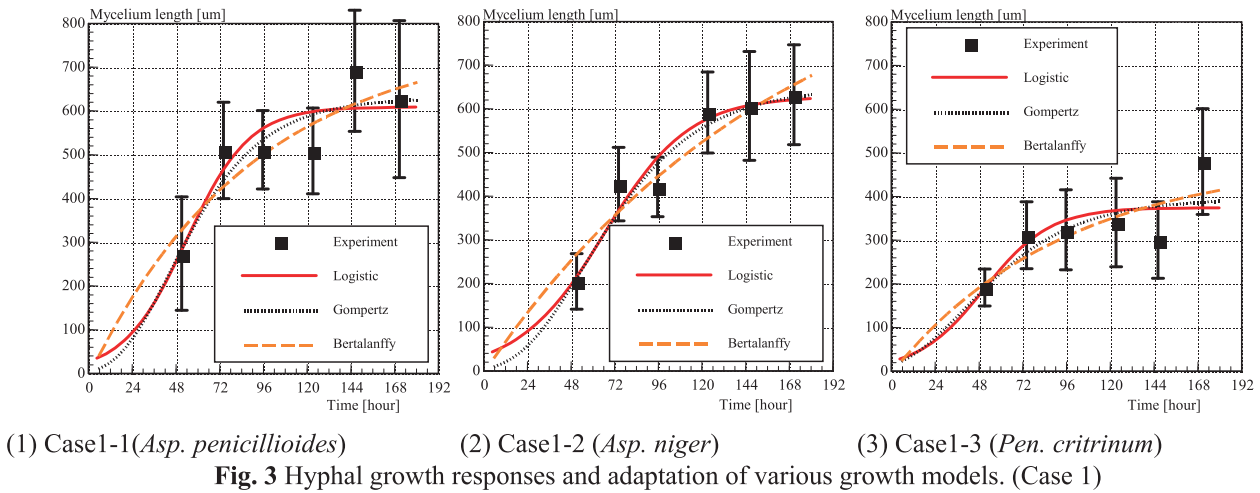 Mycelium length [um]
800
700
600
500
400
300
200
100
0
0 24 48 72 96 120 144 168 192
Time [hour]
Experiment
Logistic
Gompertz
Bertalanffy
Mycelium length [um]
800
700
600
500
400
300
200
100
0
0 24 48 72 96 120 144 168 192
Time [hour]
Experiment
Logistic
Gompertz
Bertalanffy
Mycelium length [um]
800
700
600
500
400
300
200
100
0
0 24 48 72 96 120 144 168 192
Time [hour]
Experiment
Logistic
Gompertz
Bertalanffy
(1) Case1-1(Asp. penicillioides)
(2) Case1-2 (Asp. niger)
(3) Case1-3 (Pen. critrinum)
Fig. 3 Hyphal growth responses and adaptation of various growth models. (Case 1)